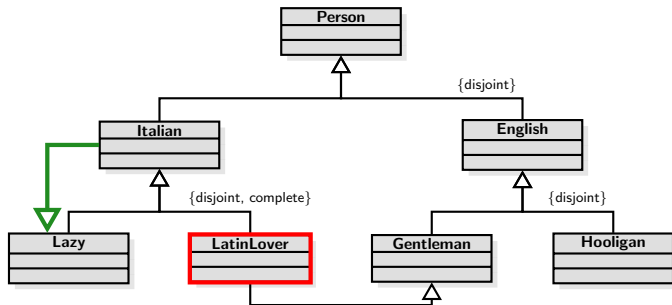 Person
{disjoint}
Italian
English
{disjoint, complete}
{disjoint}
Lazy
LatinLover
Gentleman
Hooligan